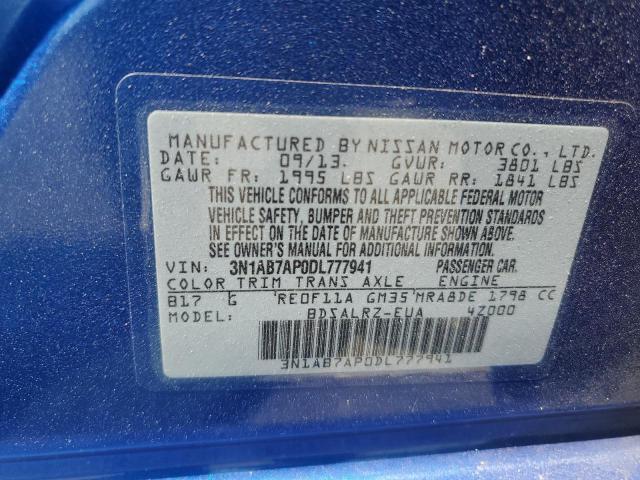 MANUFACTURED BY NISSAN MOTOR CO., LTD.
DATE: 09/13. GVWR: 3801 LBS
GAWR FR: 1995 LBS GAWR RR: 1841 LBS
THIS VEHICLE CONFORMS TO ALL APPLICABLE FEDERAL MOTOR
VEHICLE SAFETY, BUMPER AND THEFT PREVENTION STANDARDS
IN EFFECT ON THE DATE OF MANUFACTURE SHOWN ABOVE.
SEE OWNER'S MANUAL FOR ADDITIONAL INFORMATION.
VIN: 3N1AB7AP0DL777941 PASSENGER CAR.
COLOR TRIM TRANS AXLE ENGINE
B17 G RE0F11A GM35 MRA8DE 1798 CC
MODEL: BDSALRZ-EUA 4Z000
3N1AB7AP0DL777941